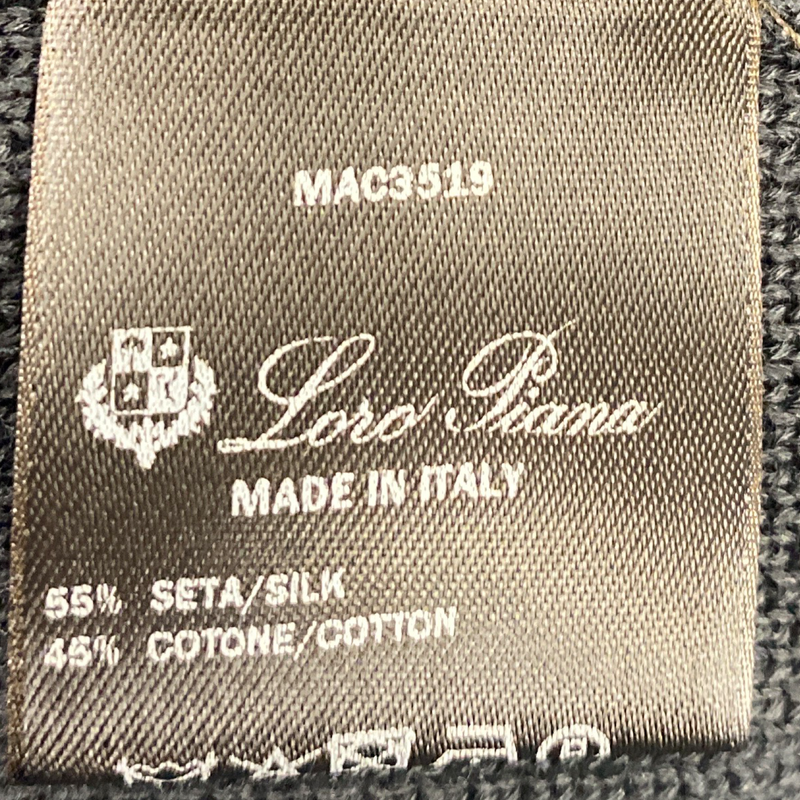 MAC3519
Loro Piana
MADE IN ITALY
55% SETA/SILK
45% COTONE/COTTON
P